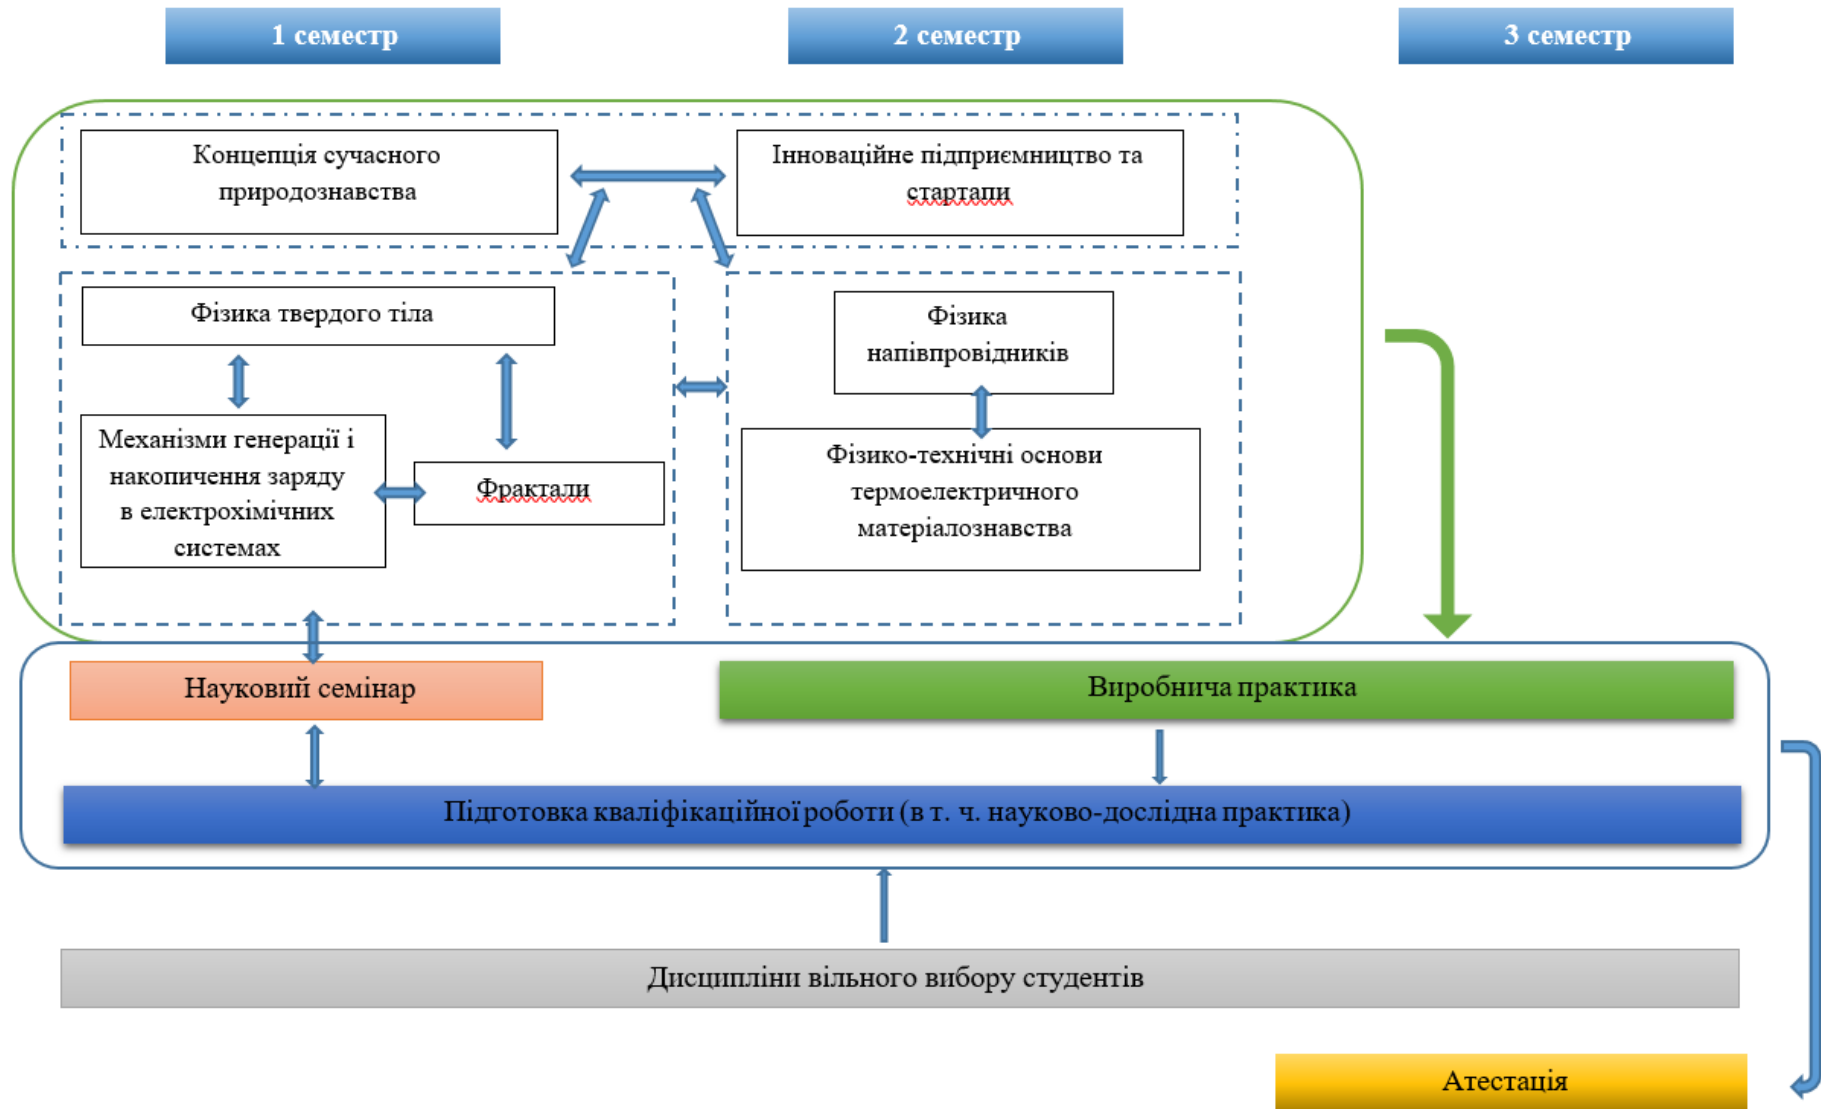 1 семестр
2 семестр
3 семестр
Концепція сучасного
природознавства
Інноваційне підприємництво та
стартапи
Фізика твердого тіла
Фізика
напівпровідників
Механізми генерації і
накопичення заряду
в електрохімічних
системах
Фрактали
Фізико-технічні основи
термоелектричного
матеріалознавства
Науковий семінар
Виробнича практика
Підготовка кваліфікаційної роботи (в т. ч. науково-дослідна практика)
Дисципліни вільного вибору студентів
Атестація